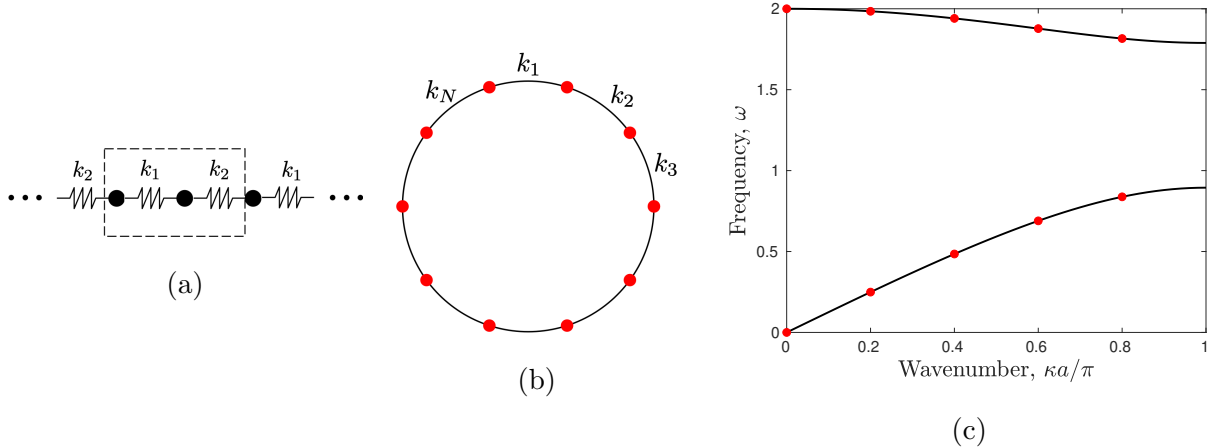 k₂ k₁ k₂ k₁
(a)
k₁
k_N k₂
k₃
(b)
2
1.5
1
0.5
0
Frequency, ω
0 0.2 0.4 0.6 0.8 1
Wavenumber, κa/π
(c)